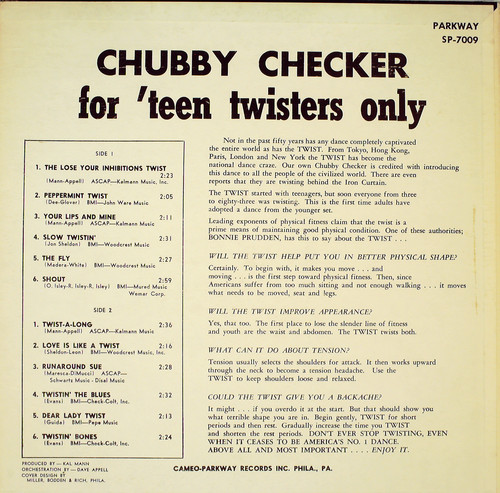 PARKWAY
SP-7009
CHUBBY CHECKER
for 'teen twisters only
SIDE 1
1. THE LOSE YOUR INHIBITIONS TWIST
2:23
(Mann-Appell) ASCAP—Kalmann Music, Inc.
2. PEPPERMINT TWIST 2:05
(Dee-Glover) BMI—John Ware Music
3. YOUR LIPS AND MINE 2:11
(Mann-Appell) ASCAP—Kalmann Music
4. SLOW TWISTIN' 2:31
(Jon Sheldon) BMI—Woodcrest Music
5. THE FLY 2:27
(Madara-White) BMI—Woodcrest Music
6. SHOUT 2:59
(O. Isley-R. Isley-R. Isley) BMI—Mured Music
Wemar Corp.
SIDE 2
1. TWIST-A-LONG 2:36
(Mann-Appell) ASCAP—Kalmann Music
2. LOVE IS LIKE A TWIST 2:16
(Sheldon-Leon) BMI—Woodcrest Music, Inc.
3. RUNAROUND SUE 2:28
(Maresca-DiMucci) ASCAP—
Schwartz Music - Disal Music
4. TWISTIN' THE BLUES 2:32
(Evans) BMI—Check-Colt, Inc.
5. DEAR LADY TWIST 2:13
(Guida) BMI—Pepe Music
6. TWISTIN' BONES 2:24
(Evans) BMI—Check-Colt, Inc.
PRODUCED BY — KAL MANN
ORCHESTRATION BY — DAVE APPELL
COVER DESIGN BY
MILLER, BODDEN & RICH, PHILA.
Not in the past fifty years has any dance completely captivated
the entire world as has the TWIST. From Tokyo, Hong Kong,
Paris, London and New York the TWIST has become the
national dance craze. Our own Chubby Checker is credited with introducing
this dance to all the people of the civilized world. There are even
reports that they are twisting behind the Iron Curtain.
The TWIST started with teenagers, but soon everyone from three
to eighty-three was twisting. This is the first time adults have
adopted a dance from the younger set.
Leading exponents of physical fitness claim that the twist is a
prime means of maintaining good physical condition. One of these authorities;
BONNIE PRUDDEN, has this to say about the TWIST . . .
WILL THE TWIST HELP PUT YOU IN BETTER PHYSICAL SHAPE?
Certainly. To begin with, it makes you move . . . and
moving . . . is the first step toward physical fitness. Then, since
Americans suffer from too much sitting and not enough walking . . . it moves
what needs to be moved, seat and legs.
WILL THE TWIST IMPROVE APPEARANCE?
Yes, that too. The first place to lose the slender line of fitness
and youth are the waist and abdomen. The TWIST twists both.
WHAT CAN IT DO ABOUT TENSION?
Tension usually selects the shoulders for attack. It then works upward
through the neck to become a tension headache. Use the
TWIST to keep shoulders loose and relaxed.
COULD THE TWIST GIVE YOU A BACKACHE?
It might . . . if you overdo it at the start. But that should show you
what terrible shape you are in. Begin gently, TWIST for short
periods and then rest. Gradually increase the time you TWIST
and shorten the rest periods. DON'T EVER STOP TWISTING, EVEN
WHEN IT CEASES TO BE AMERICA'S NO. 1 DANCE.
ABOVE ALL AND MOST IMPORTANT . . . . ENJOY IT.
CAMEO-PARKWAY RECORDS INC. PHILA., PA.